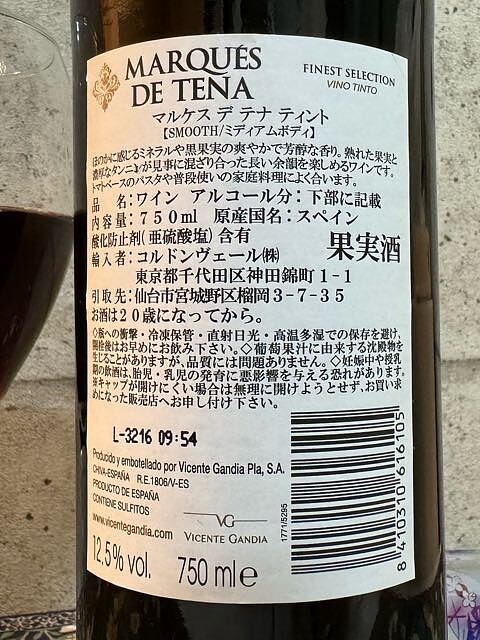 MARQUÉS
DE TENA
FINEST SELECTION
VINO TINTO
マルケス デ テナ ティント
【SMOOTH/ミディアムボディ】
ほのかに感じるミネラルや黒果実の爽やかで芳醇な香り。熟れた果実と
濃厚なタンニンが見事に混ざり合った長い余韻を楽しめるワインです。
トマトベースのパスタや普段使いの家庭料理によく合います。
品 名：ワイン アルコール分：下部に記載
内容量：750ml 原産国名：スペイン
酸化防止剤(亜硫酸塩)含有
果実酒
輸入者：コルドンヴェール㈱
東京都千代田区神田錦町1-1
引取先：仙台市宮城野区榴岡3-7-35
お酒は20歳になってから。
◇瓶への衝撃・冷凍保管・直射日光・高温多湿での保存を避け、
開栓後はお早めにお飲み下さい。◇葡萄果汁に由来する沈殿物を
生じることがありますが、品質には問題ありません。◇妊娠中や授乳
期の飲酒は、胎児・乳児の発育に悪影響を与える恐れがあります。
※キャップが開けにくい場合は無理に開けようとせず、お買い求
めになった販売店へお申し付け下さい。
L-3216 09:54
Producido y embotellado por Vicente Gandia Pla, S.A.
CHIVA-ESPAÑA R.E.1806/V-ES
PRODUCTO DE ESPAÑA
CONTIENE SULFITOS
www.vicentegandia.com
VG
VICENTE GANDIA
12.5% vol. 750 ml e
1771/5295
8 410310 616105